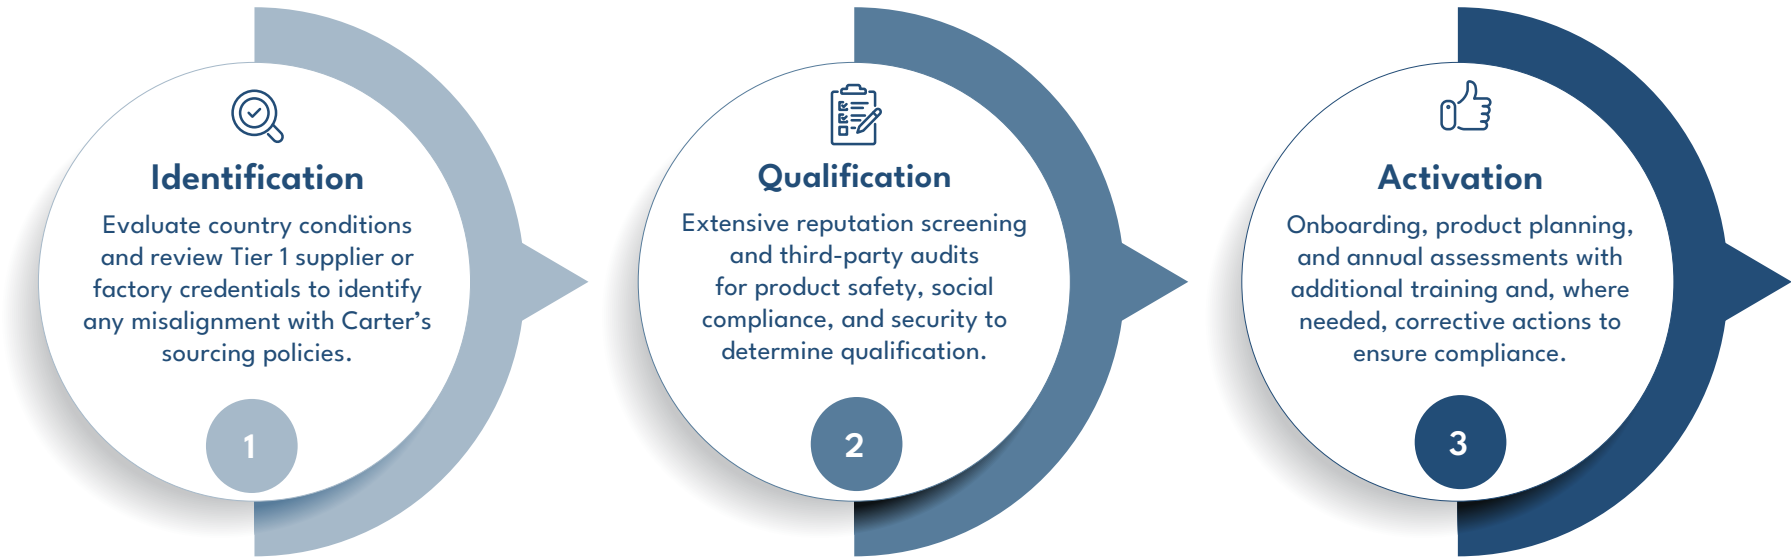 Identification
Evaluate country conditions
and review Tier 1 supplier or
factory credentials to identify
any misalignment with Carter’s
sourcing policies.
1
Qualification
Extensive reputation screening
and third-party audits
for product safety, social
compliance, and security to
determine qualification.
2
Activation
Onboarding, product planning,
and annual assessments with
additional training and, where
needed, corrective actions to
ensure compliance.
3